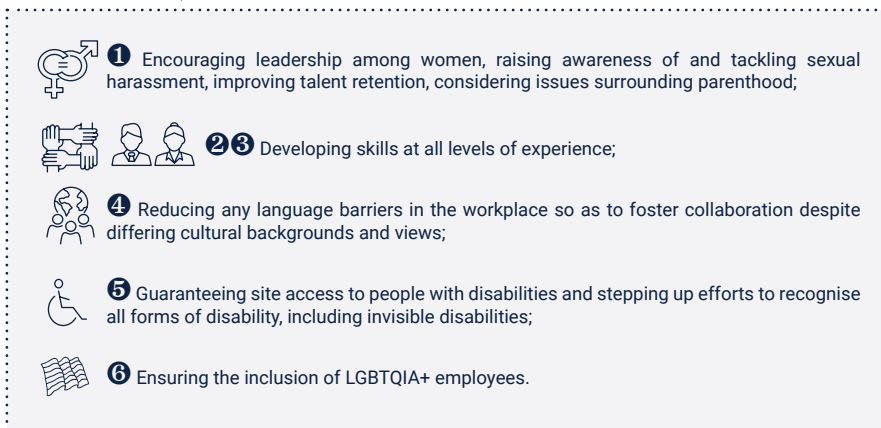 ❶ Encouraging leadership among women, raising awareness of and tackling sexual
harassment, improving talent retention, considering issues surrounding parenthood;
❷❸ Developing skills at all levels of experience;
❹ Reducing any language barriers in the workplace so as to foster collaboration despite
differing cultural backgrounds and views;
❺ Guaranteeing site access to people with disabilities and stepping up efforts to recognise
all forms of disability, including invisible disabilities;
❻ Ensuring the inclusion of LGBTQIA+ employees.